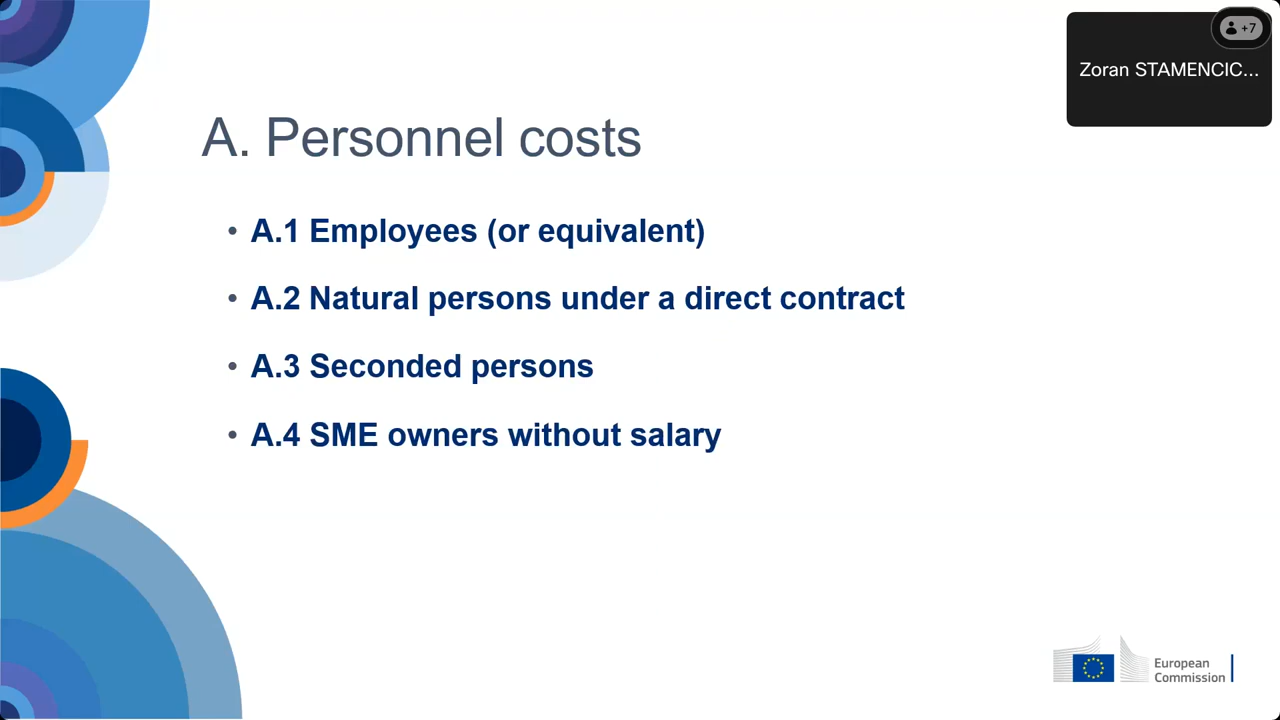 +7
Zoran STAMENCIC...
A. Personnel costs
• A.1 Employees (or equivalent)
• A.2 Natural persons under a direct contract
• A.3 Seconded persons
• A.4 SME owners without salary
European
Commission